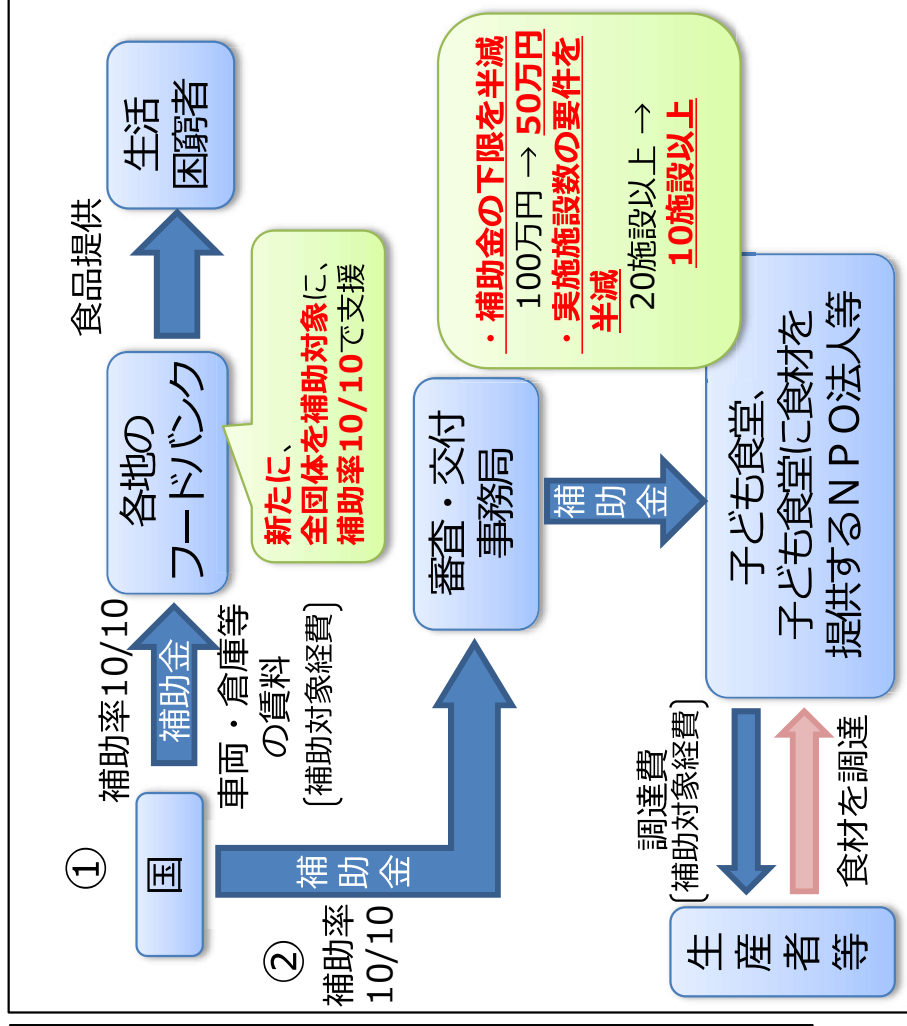 ①
国
補助率10/10
補助金
車両・倉庫等
の賃料
(補助対象経費)
各地の
フードバンク
食品提供
生活
困窮者
新たに、
全団体を補助対象に、
補助率10/10で支援
②
補助率
10/10
補助金
審査・交付
事務局
・補助金の下限を半減
100万円 → 50万円
・実施施設数の要件を
半減
20施設以上 →
10施設以上
補助金
子ども食堂、
子ども食堂に食材を
提供するNPO法人等
調達費
(補助対象経費)
食材を調達
生産者等